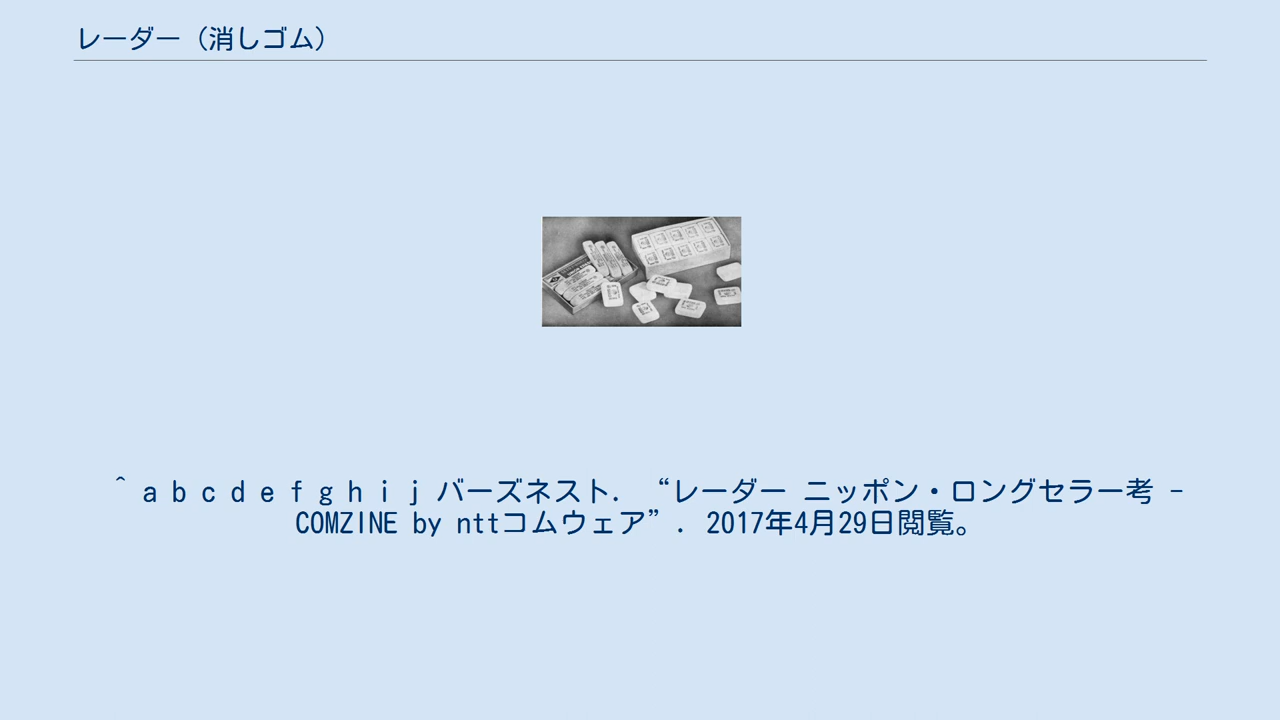 レーダー（消しゴム）
^ a b c d e f g h i j バーズネスト. “レーダー ニッポン・ロングセラー考 -
COMZINE by nttコムウェア”. 2017年4月29日閲覧。